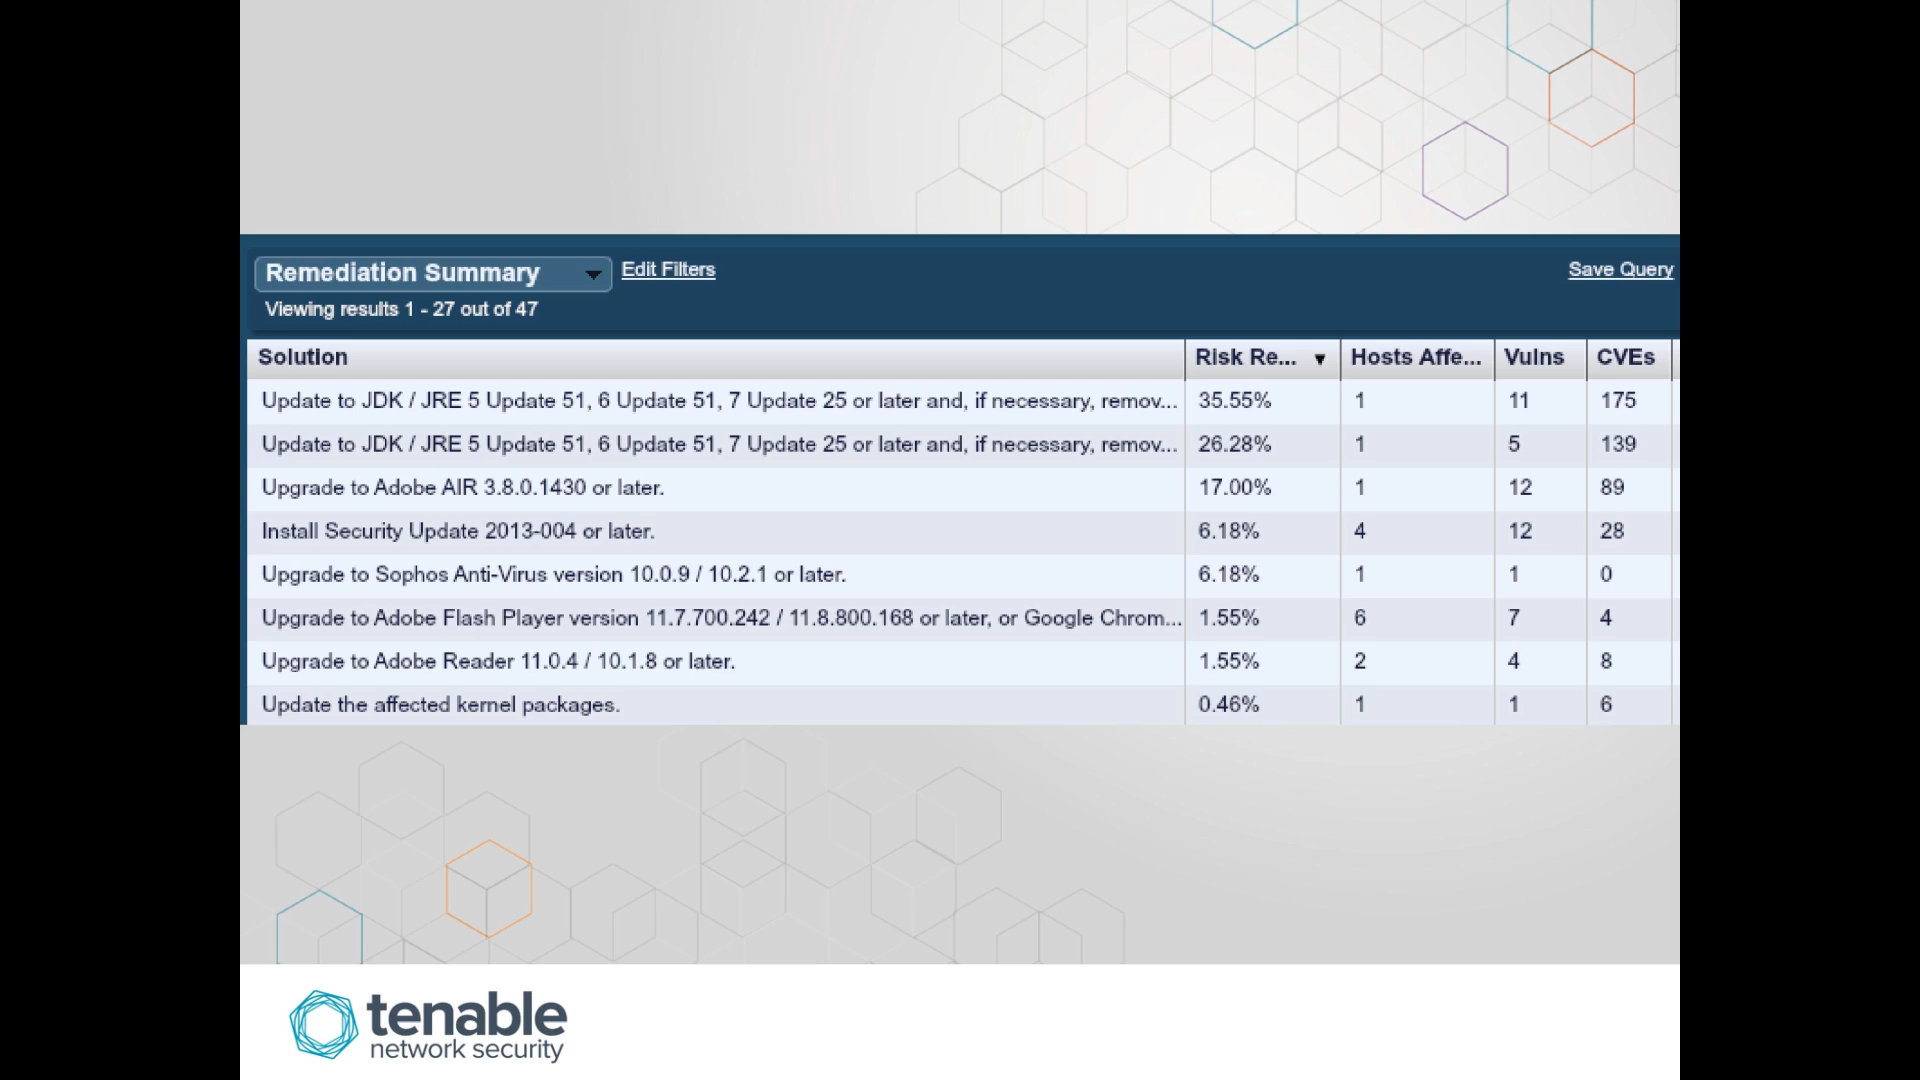 Remediation Summary Edit Filters Save Query
Viewing results 1 - 27 out of 47
Solution Risk Re... Hosts Affe... Vulns CVEs
Update to JDK / JRE 5 Update 51, 6 Update 51, 7 Update 25 or later and, if necessary, remov... 35.55% 1 11 175
Update to JDK / JRE 5 Update 51, 6 Update 51, 7 Update 25 or later and, if necessary, remov... 26.28% 1 5 139
Upgrade to Adobe AIR 3.8.0.1430 or later. 17.00% 1 12 89
Install Security Update 2013-004 or later. 6.18% 4 12 28
Upgrade to Sophos Anti-Virus version 10.0.9 / 10.2.1 or later. 6.18% 1 1 0
Upgrade to Adobe Flash Player version 11.7.700.242 / 11.8.800.168 or later, or Google Chrom... 1.55% 6 7 4
Upgrade to Adobe Reader 11.0.4 / 10.1.8 or later. 1.55% 2 4 8
Update the affected kernel packages. 0.46% 1 1 6
tenable
network security